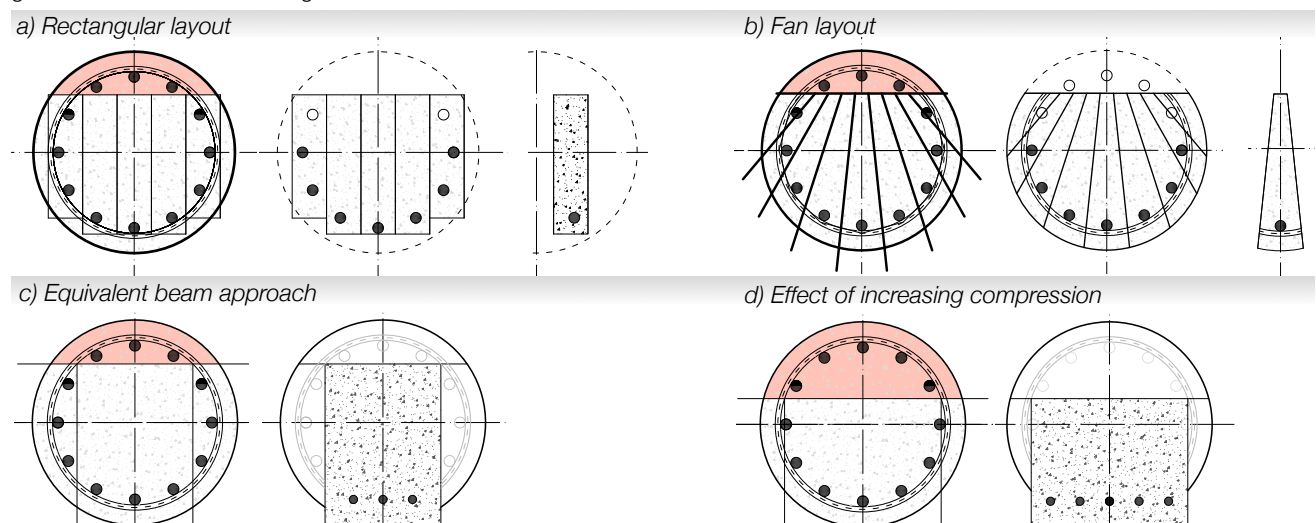 a) Rectangular layout
b) Fan layout
c) Equivalent beam approach
d) Effect of increasing compression